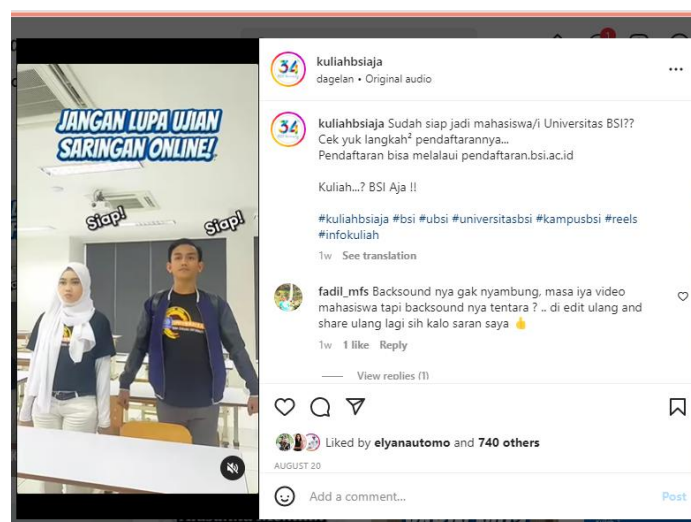 JANGAN LUPA UJIAN
SARINGAN ONLINE!
Siap!
Siap!
kuliahbsiaja
dagelan • Original audio
kuliahbsiaja Sudah siap jadi mahasiswa/i Universitas BSI??
Cek yuk langkah² pendaftarannya...
Pendaftaran bisa melalaui pendaftaran.bsi.ac.id
Kuliah...? BSI Aja !!
#kuliahbsiaja #bsi #ubsi #universitasbsi #kampusbsi #reels
#infokuliah
1w See translation
fadil_mfs Backsound nya gak nyambung, masa iya video
mahasiswa tapi backsound nya tentara ? .. di edit ulang and
share ulang lagi sih kalo saran saya 👍
1w 1 like Reply
View replies (1)
Liked by elyanautomo and 740 others
AUGUST 20
Add a comment...
Post